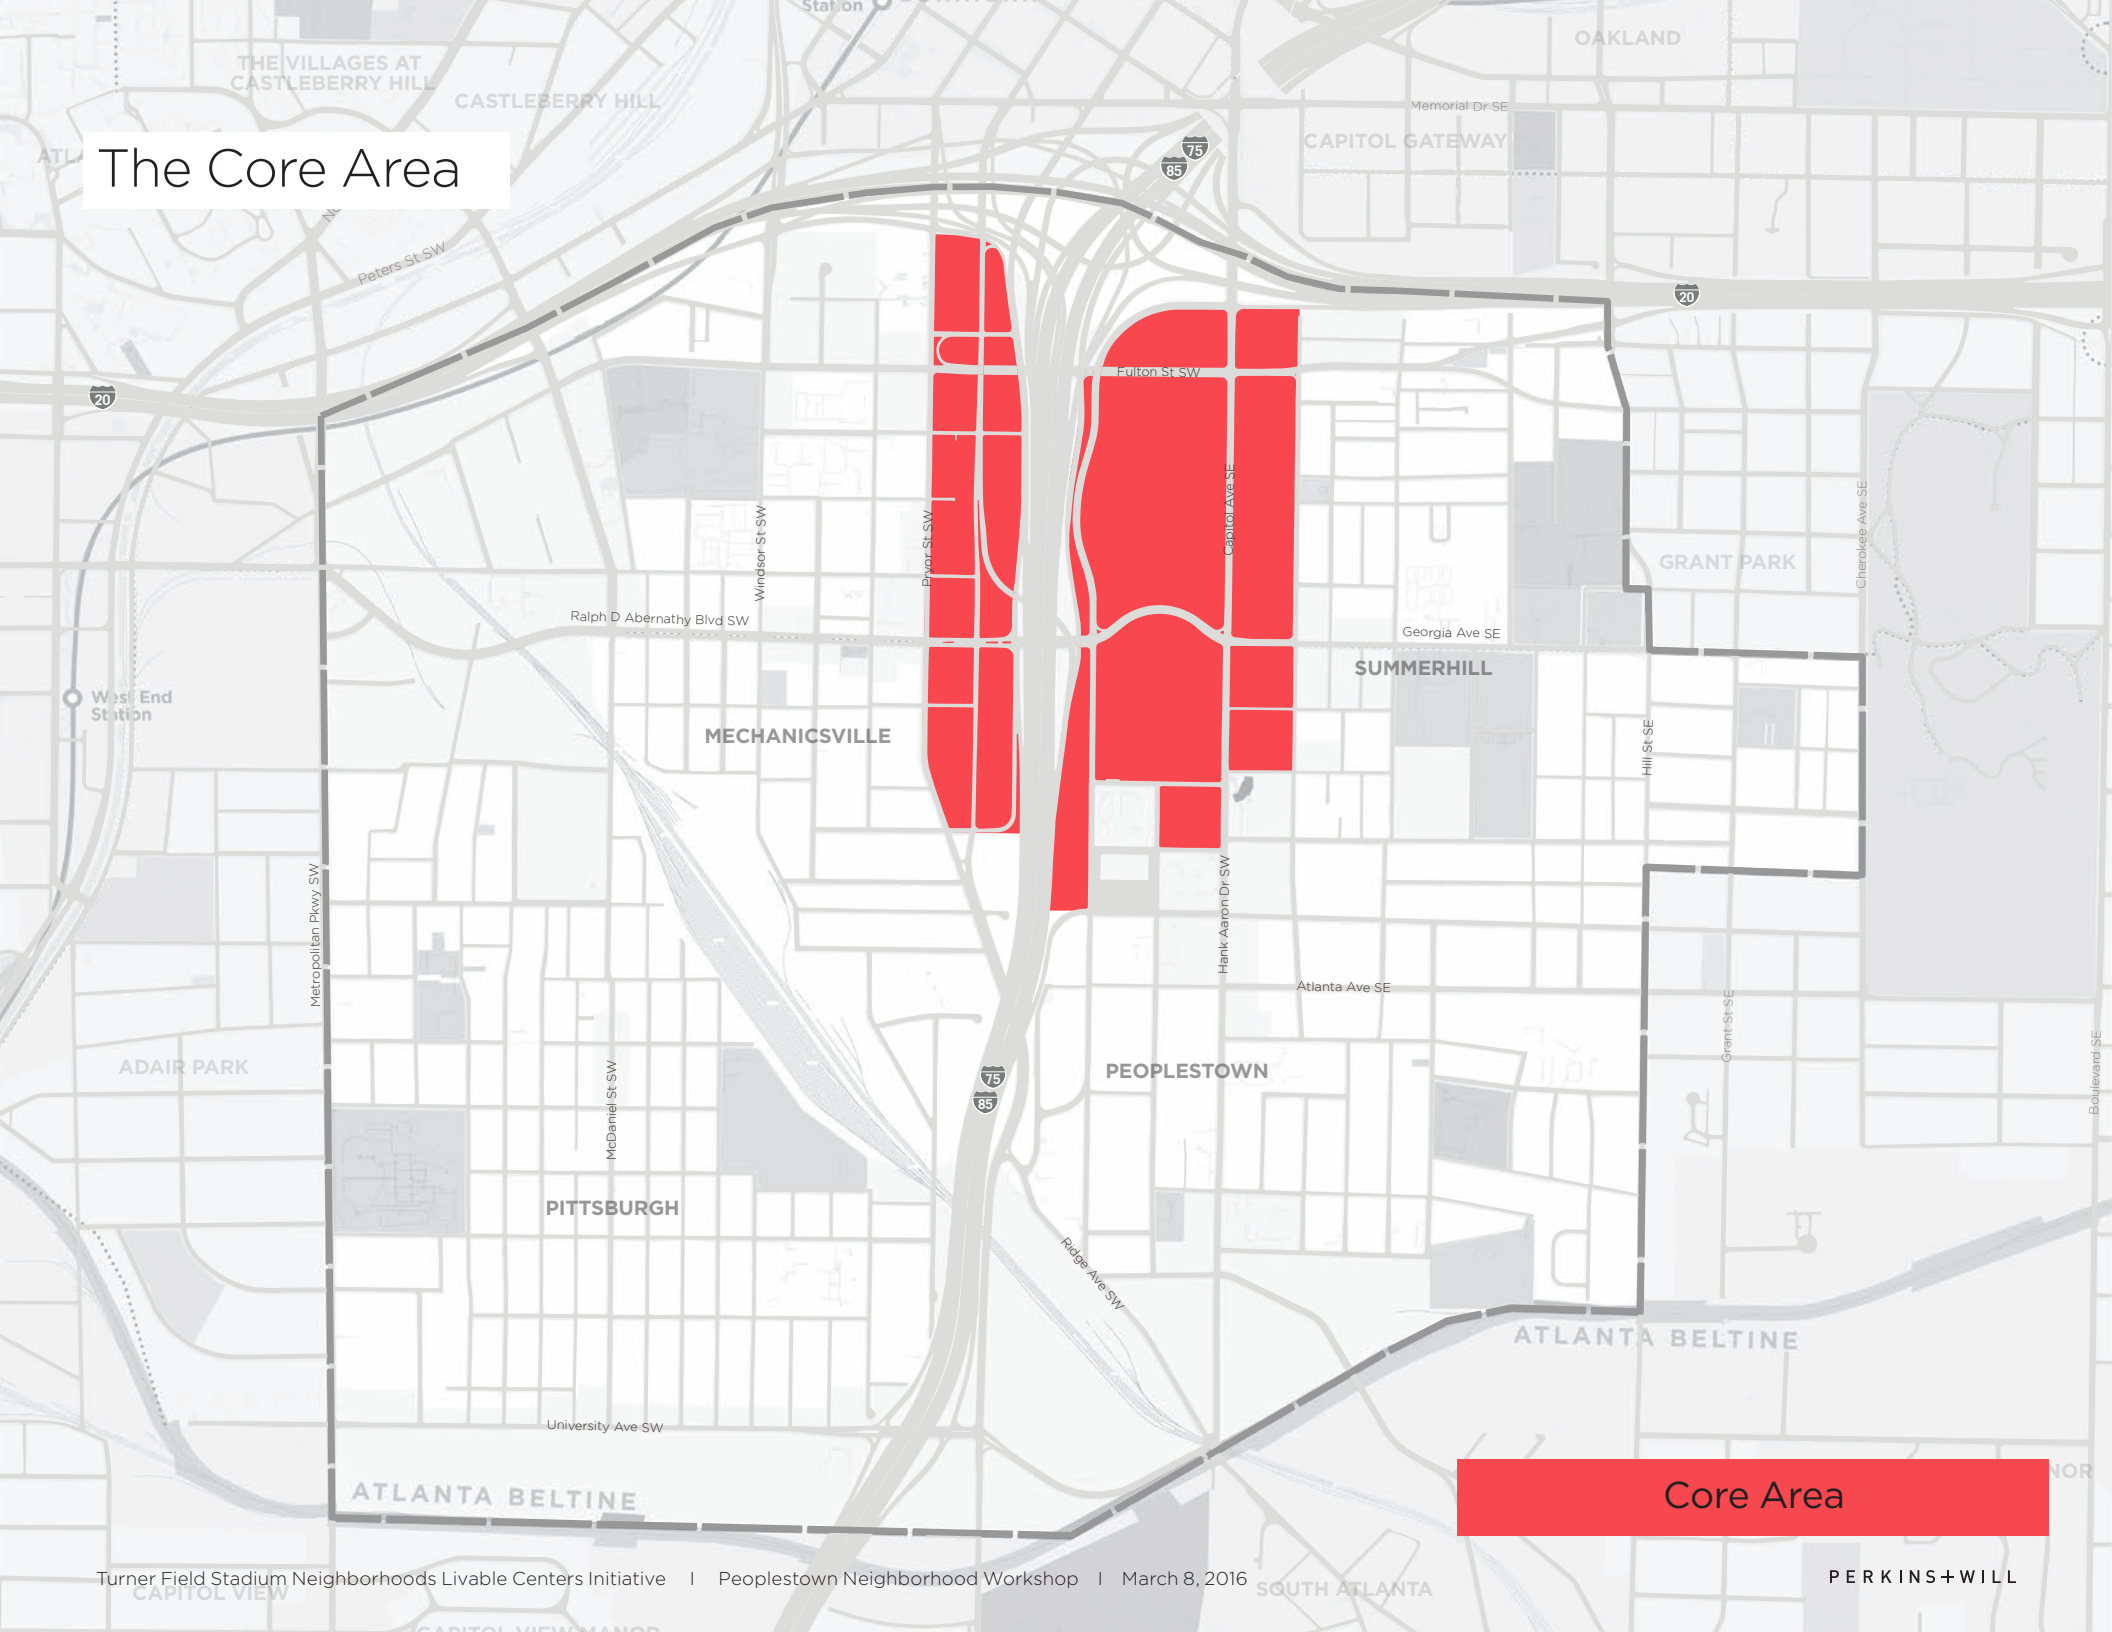 Station
OAKLAND
THE VILLAGES AT
CASTLEBERRY HILL
CASTLEBERRY HILL
Memorial Dr SE
CAPITOL GATEWAY
75
85
The Core Area
Peters St SW
20
20
Fulton St SW
Windsor St SW
Pryor St SW
Capitol Ave SE
Cherokee Ave SE
GRANT PARK
Ralph D Abernathy Blvd SW
Georgia Ave SE
SUMMERHILL
West End
Station
MECHANICSVILLE
Hill St SE
Metropolitan Pkwy SW
Hank Aaron Dr SW
Atlanta Ave SE
Grant St SE
Boulevard SE
ADAIR PARK
McDaniel St SW
75
85
PEOPLESTOWN
PITTSBURGH
Ridge Ave SW
ATLANTA BELTINE
University Ave SW
ATLANTA BELTINE
Core Area
Turner Field Stadium Neighborhoods Livable Centers Initiative | Peoplestown Neighborhood Workshop | March 8, 2016
PERKINS+WILL
CAPITOL VIEW
SOUTH ATLANTA
CAPITOL VIEW MANOR